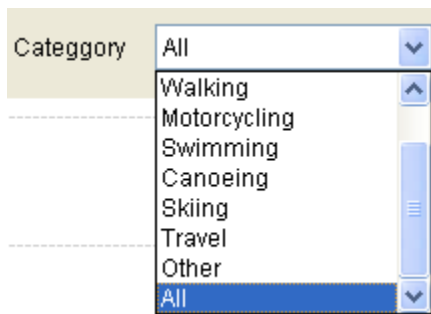 Categgory All
Walking
Motorcycling
Swimming
Canoeing
Skiing
Travel
Other
All